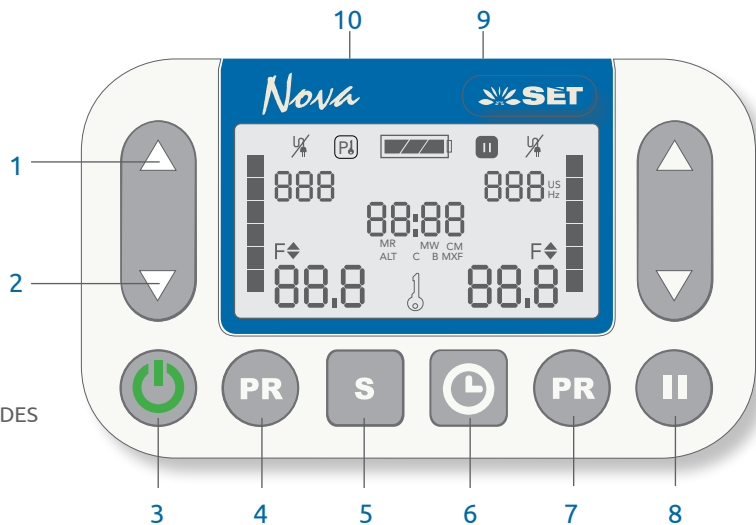 10 9
Nova SET
1
P
888 888 US
Hz
88:88
MR MW CM
ALT C B MXF
F F
2
88.8 88.8
PR S PR
DES
3 4 5 6 7 8